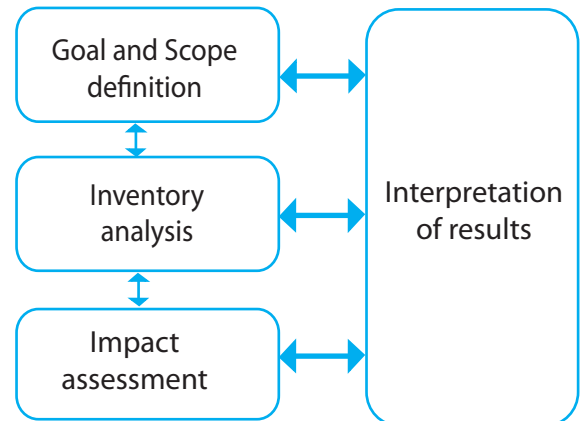 Goal and Scope
definition
Inventory
analysis
Impact
assessment
Interpretation
of results